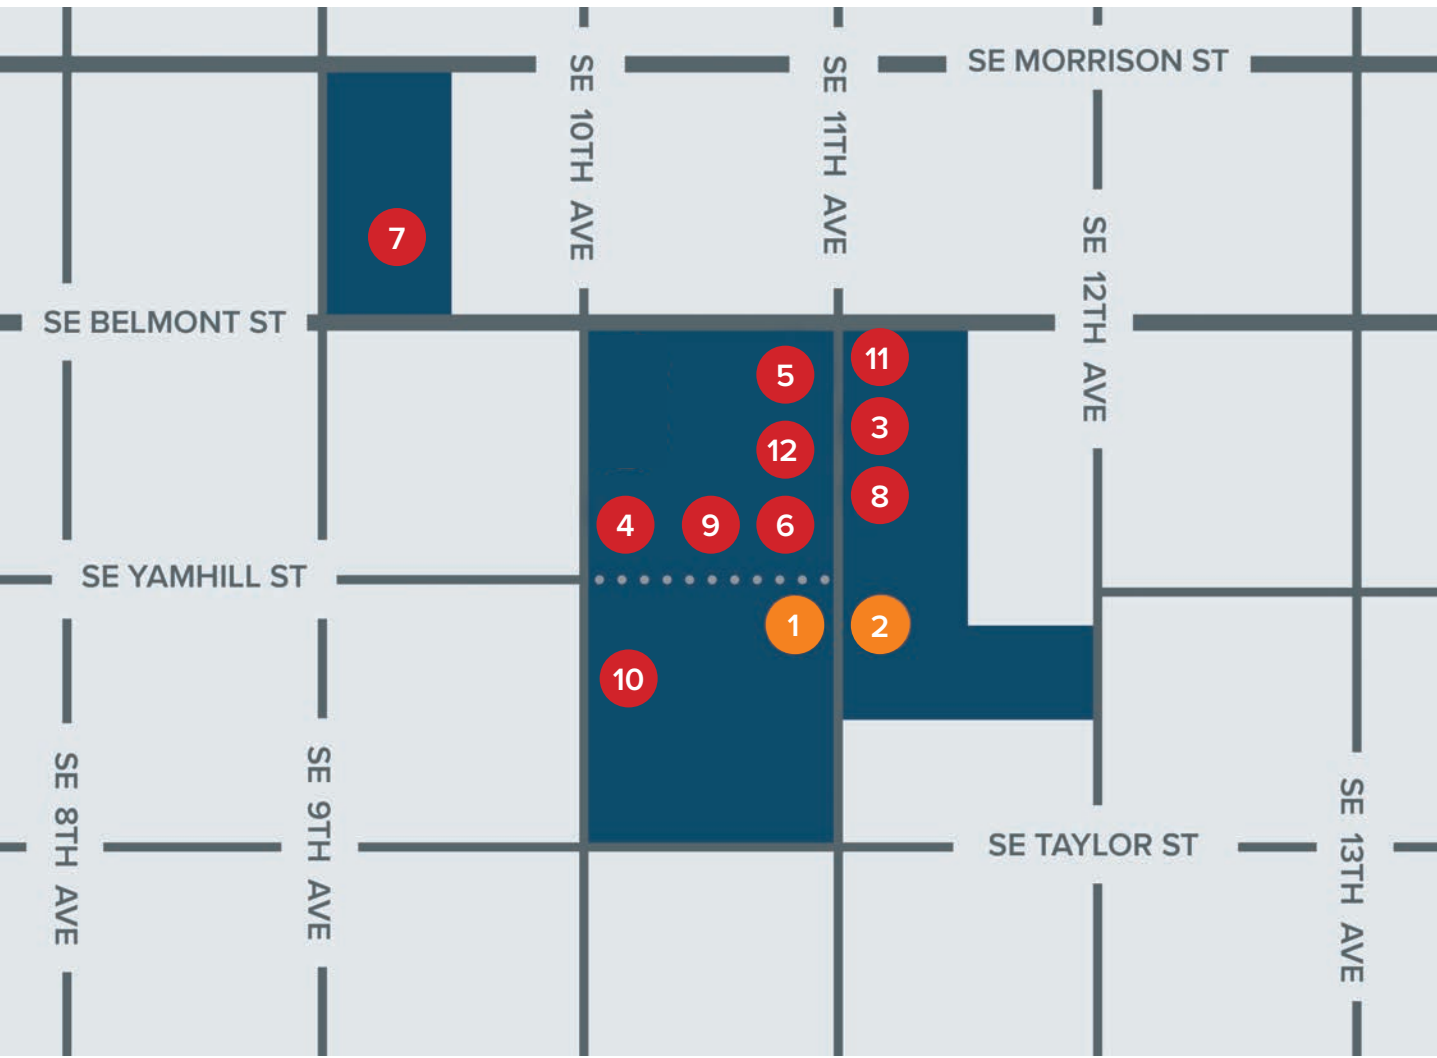 SE MORRISON ST
SE 10TH AVE
SE 11TH AVE
7
SE 12TH AVE
SE BELMONT ST
11
5
3
12
8
4
9
6
SE YAMHILL ST
1
2
10
SE 8TH AVE
SE 9TH AVE
SE TAYLOR ST
SE 13TH AVE